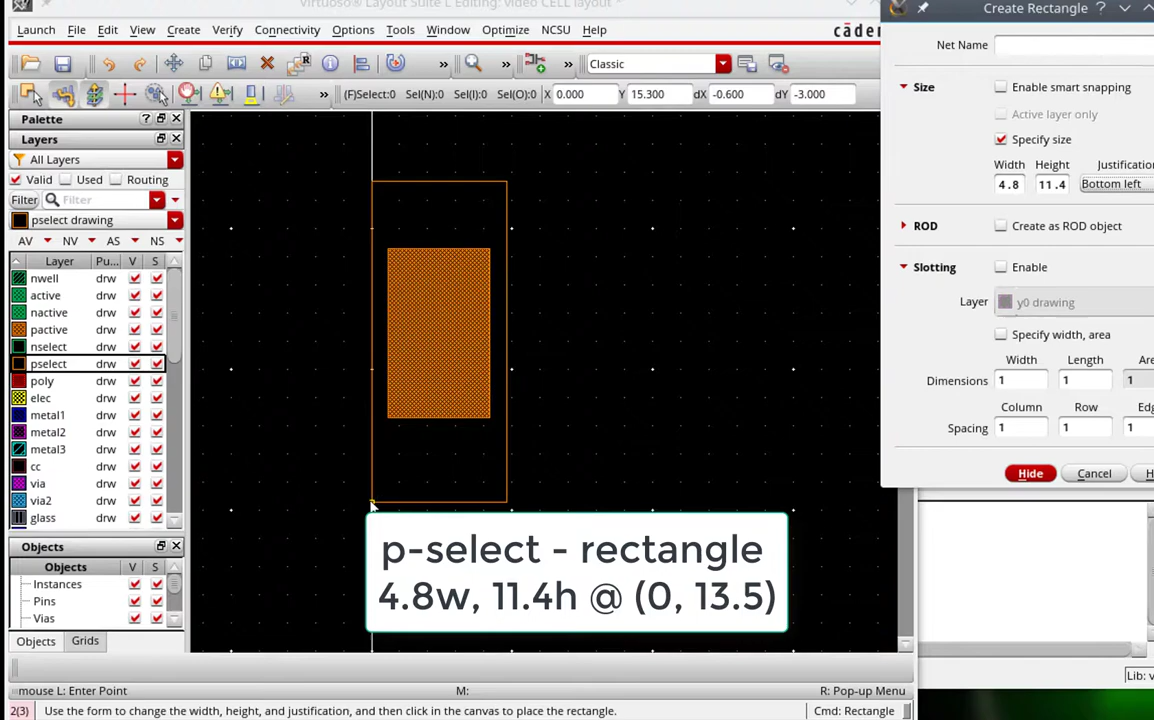 Virtuoso® Layout Suite L Editing: video CELL layout *
Create Rectangle
Launch File Edit View Create Verify Connectivity Options Tools Window Optimize NCSU Help
cāden
Net Name
» » » Classic
Size
Enable smart snapping
» (F)Select:0 Sel(N):0 Sel(I):0 Sel(O):0 X 0.000 Y 15.300 dX -0.600 dY -3.000
Active layer only
Palette
Layers
Specify size
All Layers
Width Height Justification
Valid Used Routing
4.8 11.4 Bottom left
Filter Filter
pselect drawing
ROD Create as ROD object
AV NV AS NS
Layer Pu... V S
Slotting Enable
nwell drw
active drw
Layer y0 drawing
nactive drw
pactive drw
Specify width, area
nselect drw
pselect drw
Width Length Are
poly drw
Dimensions 1 1 1
elec drw
metal1 drw
Column Row Edg
metal2 drw
Spacing 1 1 1
metal3 drw
cc drw
Hide Cancel H
via drw
via2 drw
glass drw
Objects
Objects V S
Instances
Pins
Vias
Objects Grids
p-select - rectangle
4.8w, 11.4h @ (0, 13.5)
Lib: v
mouse L: Enter Point M: R: Pop-up Menu
2(3) Use the form to change the width, height, and justification, and then click in the canvas to place the rectangle. Cmd: Rectangle